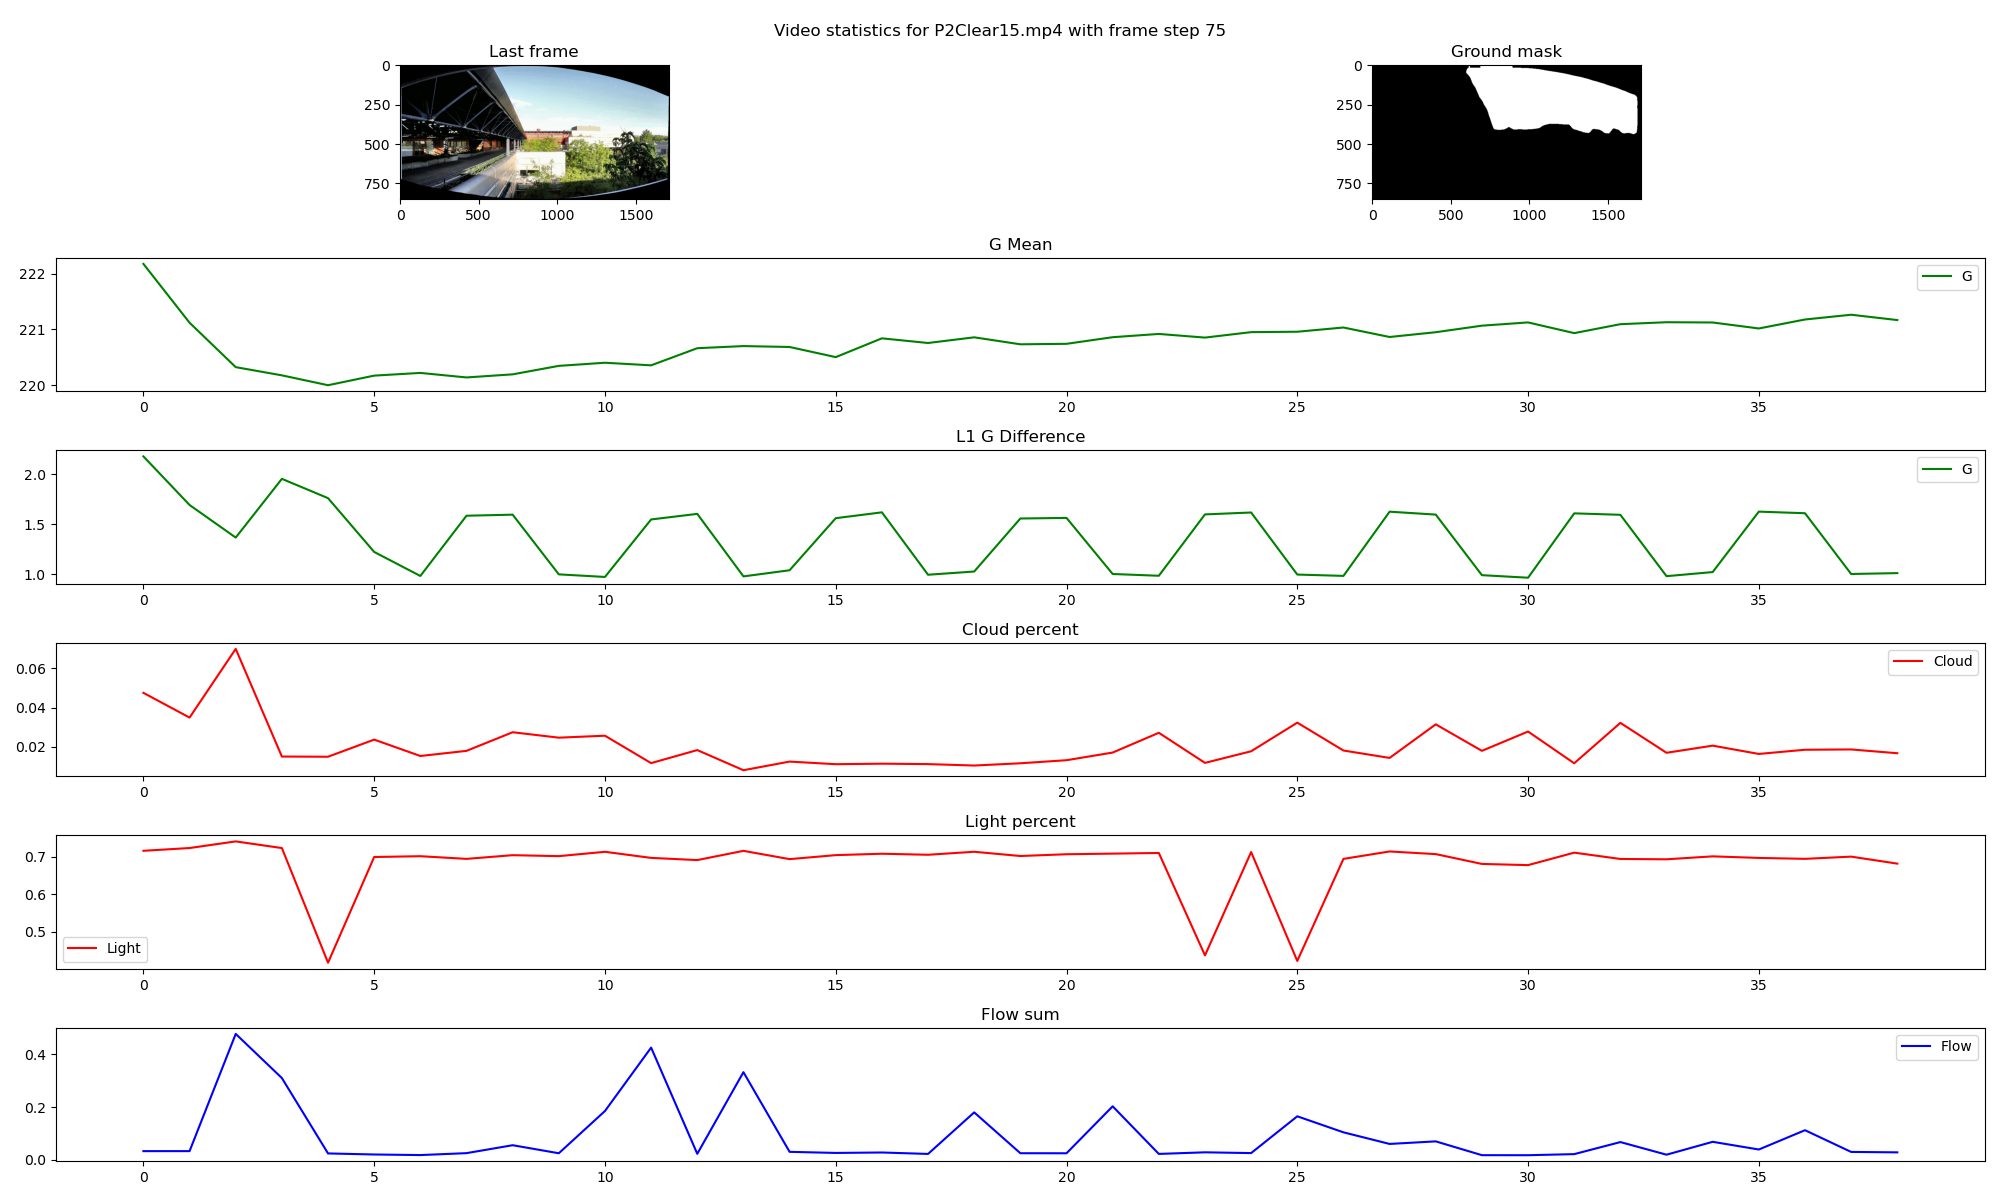 Video statistics for P2Clear15.mp4 with frame step 75
Last frame
0
250
500
750
0 500 1000 1500
Ground mask
0
250
500
750
0 500 1000 1500
G Mean
G
222
221
220
0 5 10 15 20 25 30 35
L1 G Difference
G
2.0
1.5
1.0
0 5 10 15 20 25 30 35
Cloud percent
Cloud
0.06
0.04
0.02
0 5 10 15 20 25 30 35
Light percent
0.7
0.6
0.5
Light
0 5 10 15 20 25 30 35
Flow sum
Flow
0.4
0.2
0.0
0 5 10 15 20 25 30 35